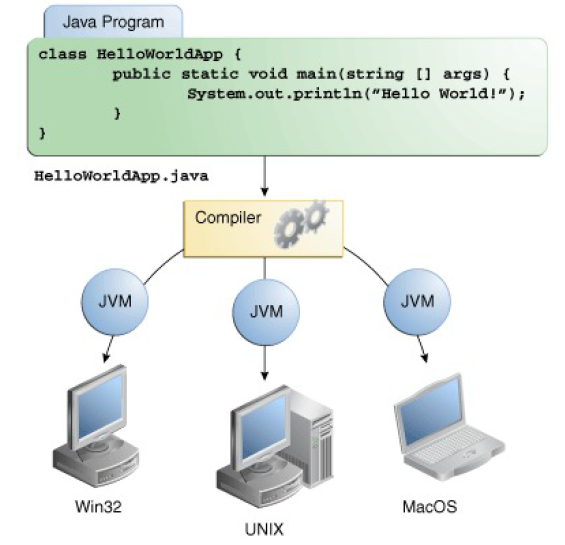 Java Program
class HelloWorldApp {
        public static void main(string [] args) {
                System.out.println("Hello World!");
        }
}
HelloWorldApp.java
Compiler
JVM
JVM
JVM
Win32
UNIX
MacOS